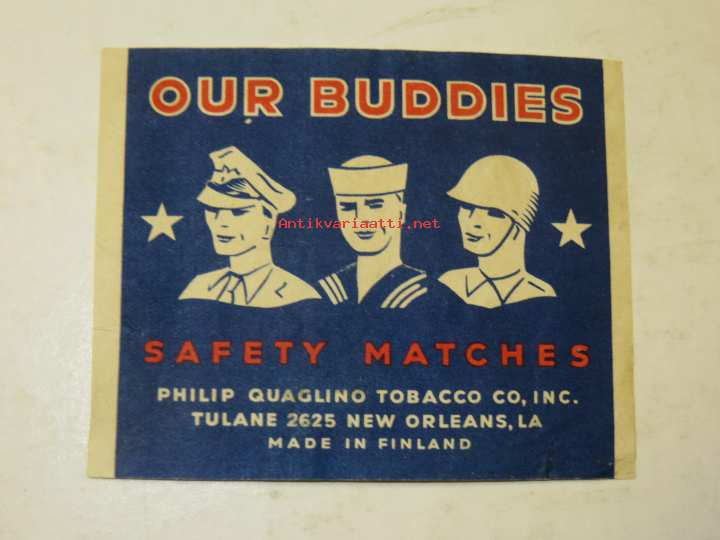 OUR BUDDIES
Antikvariaatti.net
SAFETY MATCHES
PHILIP QUAGLINO TOBACCO CO, INC.
TULANE 2625 NEW ORLEANS, LA
MADE IN FINLAND